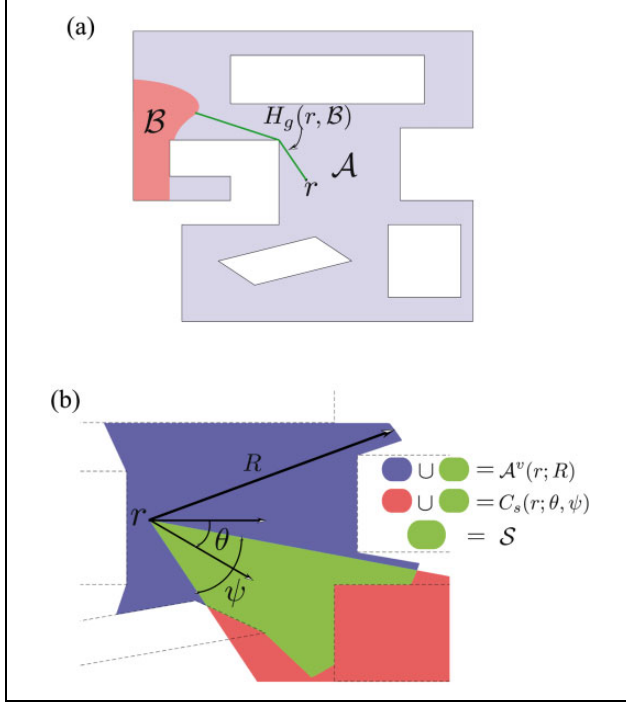 (a)
B
H_g(r, B)
A
r
(b)
R
∪ = A^v(r; R)
r
θ
∪ = C_s(r; θ, ψ)
= S
ψ